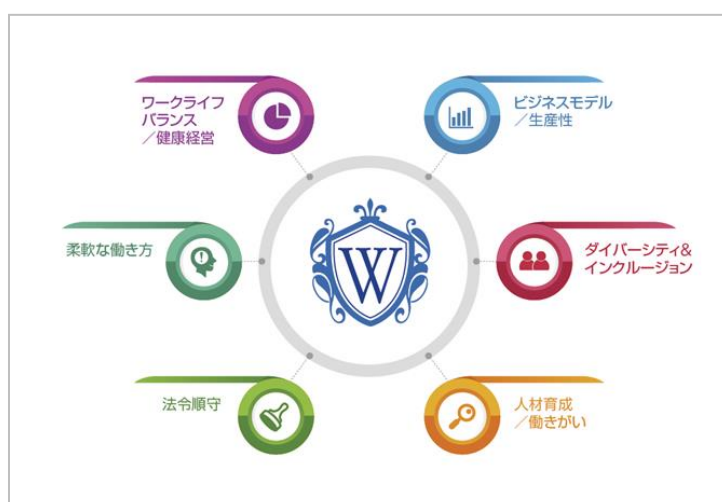 ワークライフ
バランス
／健康経営
ビジネスモデル
／生産性
柔軟な働き方
W
ダイバーシティ&
インクルージョン
法令順守
人材育成
／働きがい